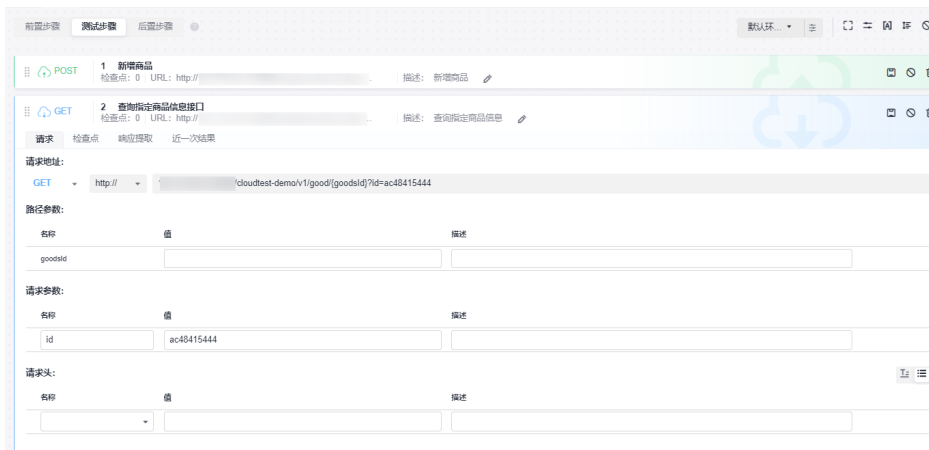 前置步骤 测试步骤 后置步骤 默认环...
POST 1 新增商品
检查点: 0 URL: http:// 描述: 新增商品
GET 2 查询指定商品信息接口
检查点: 0 URL: http:// 描述: 查询指定商品信息
请求 检查点 响应提取 近一次结果
请求地址:
GET http:// /cloudtest-demo/v1/good/{goodsId}?id=ac48415444
路径参数:
名称 值 描述
goodsId
请求参数:
名称 值 描述
id ac48415444
请求头:
名称 值 描述